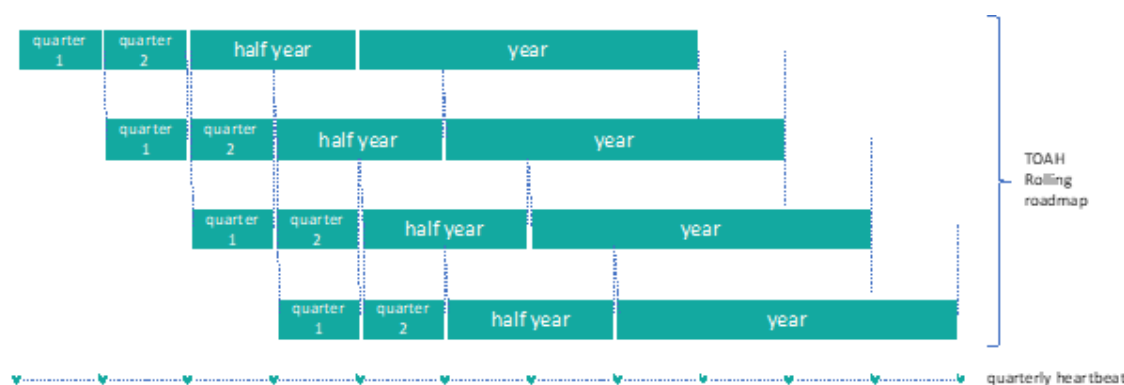 quarter
1
quarter
2
half year
year
quarter
1
quarter
2
half year
year
quarter
1
quarter
2
half year
year
quarter
1
quarter
2
half year
year
TOAH
Rolling
roadmap
quarterly heartbeat